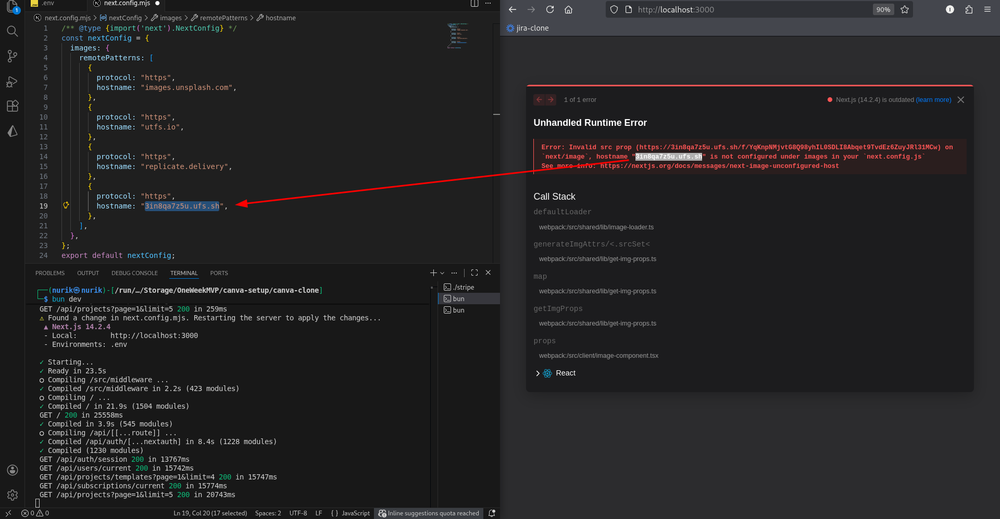 1
.ENV .env
N next.config.mjs
N next.config.mjs > nextConfig > images > remotePatterns > hostname
1 /** @type {import('next').NextConfig} */
2 const nextConfig = {
3 images: {
4 remotePatterns: [
5 {
6 protocol: "https",
7 hostname: "images.unsplash.com",
8 },
9 {
10 protocol: "https",
11 hostname: "utfs.io",
12 },
13 {
14 protocol: "https",
15 hostname: "replicate.delivery",
16 },
17 {
18 protocol: "https",
19 hostname: "3in8qa7z5u.ufs.sh",
20 },
21 ],
22 },
23 };
24 export default nextConfig;
PROBLEMS OUTPUT DEBUG CONSOLE TERMINAL PORTS
(nurik㉿nurik)-[/run/…/Storage/OneWeekMVP/canva-setup/canva-clone]
$ bun dev
GET /api/projects?page=1&limit=5 200 in 259ms
⚠ Found a change in next.config.mjs. Restarting the server to apply the changes...
▲ Next.js 14.2.4
- Local: http://localhost:3000
- Environments: .env
✓ Starting...
✓ Ready in 23.5s
○ Compiling /src/middleware ...
✓ Compiled /src/middleware in 2.2s (423 modules)
○ Compiling / ...
✓ Compiled / in 21.9s (1504 modules)
GET / 200 in 25558ms
✓ Compiled in 3.9s (545 modules)
○ Compiling /api/[[...route]] ...
✓ Compiled /api/auth/[...nextauth] in 8.4s (1228 modules)
✓ Compiled (1230 modules)
GET /api/auth/session 200 in 13767ms
GET /api/users/current 200 in 15742ms
GET /api/projects/templates?page=1&limit=4 200 in 15747ms
GET /api/subscriptions/current 200 in 15774ms
GET /api/projects?page=1&limit=5 200 in 20743ms
./stripe
bun
bun
0 0 Ln 19, Col 20 (17 selected) Spaces: 2 UTF-8 LF {} JavaScript Inline suggestions quota reached
http://localhost:3000 90% I
jira-clone
1 of 1 error Next.js (14.2.4) is outdated (learn more)
Unhandled Runtime Error
Error: Invalid src prop (https://3in8qa7z5u.ufs.sh/f/YqKnpNMjvtG8Q98yhIL0SDLI8Abqet9TvdEz6ZuyJRl31MCw) on
`next/image`, hostname "3in8qa7z5u.ufs.sh" is not configured under images in your `next.config.js`
See more info: https://nextjs.org/docs/messages/next-image-unconfigured-host
Call Stack
defaultLoader
webpack:/src/shared/lib/image-loader.ts
generateImgAttrs/<.srcSet<
webpack:/src/shared/lib/get-img-props.ts
map
webpack:/src/shared/lib/get-img-props.ts
getImgProps
webpack:/src/shared/lib/get-img-props.ts
props
webpack:/src/client/image-component.tsx
React